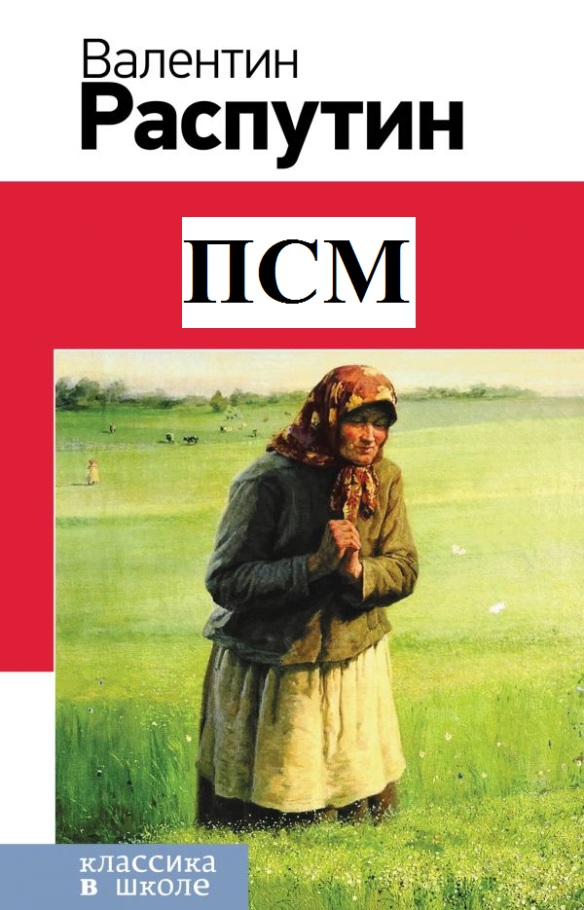 Валентин
Распутин
ПСМ
классика
в школе